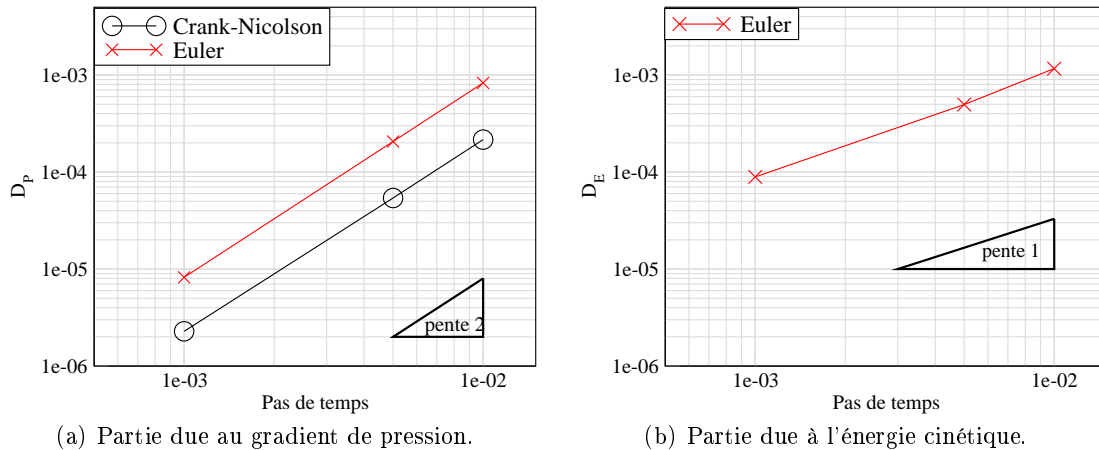 Crank-Nicolson
Euler
1e-03
1e-04
1e-05
1e-06
D_P
pente 2
1e-03
1e-02
Pas de temps
(a) Partie due au gradient de pression.
Euler
1e-03
1e-04
1e-05
1e-06
D_E
pente 1
1e-03
1e-02
Pas de temps
(b) Partie due à l'énergie cinétique.